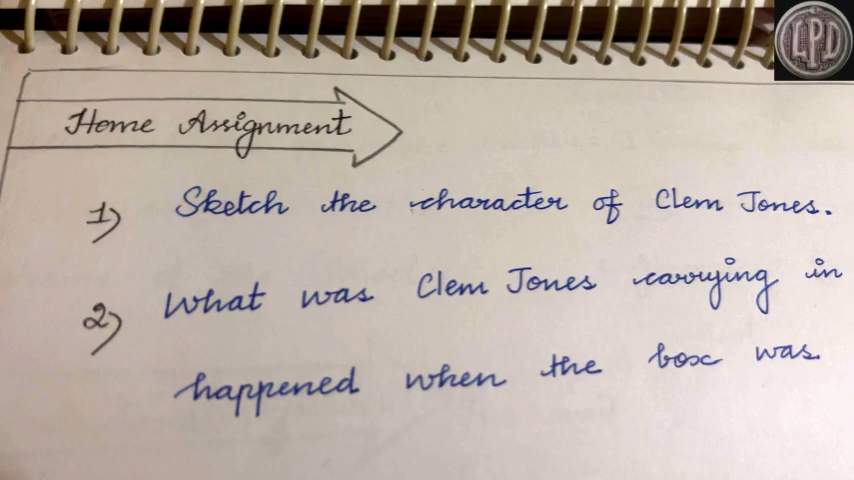 LPD
Home Assignment
1) Sketch the character of Clem Jones.
2) What was Clem Jones carrying in
happened when the box was